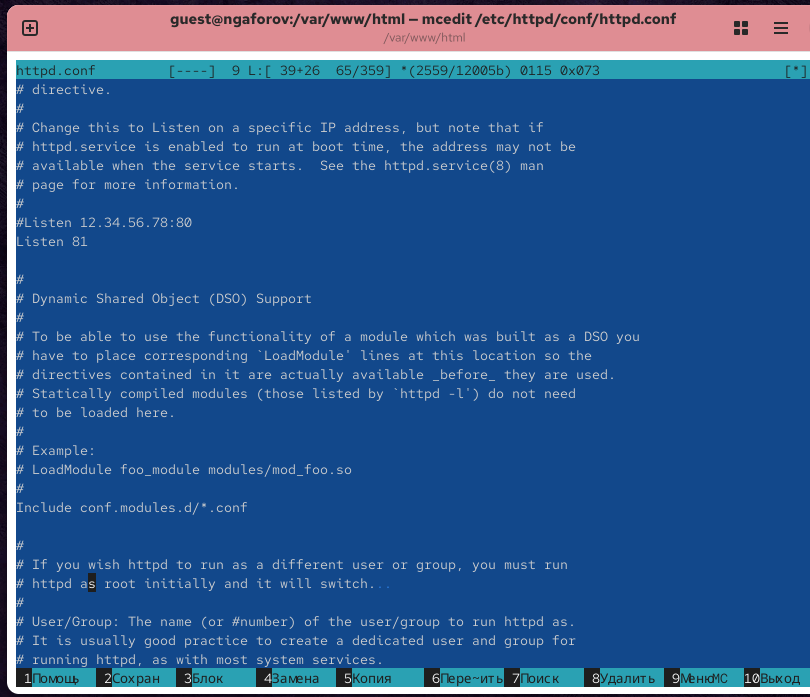 guest@ngaforov:/var/www/html — mcedit /etc/httpd/conf/httpd.conf
/var/www/html
httpd.conf         [----]  9 L:[ 39+26  65/359] *(2559/12005b) 0115 0x073                       [*]
# directive.
#
# Change this to Listen on a specific IP address, but note that if
# httpd.service is enabled to run at boot time, the address may not be
# available when the service starts.  See the httpd.service(8) man
# page for more information.
#
#Listen 12.34.56.78:80
Listen 81

#
# Dynamic Shared Object (DSO) Support
#
# To be able to use the functionality of a module which was built as a DSO you
# have to place corresponding `LoadModule' lines at this location so the
# directives contained in it are actually available _before_ they are used.
# Statically compiled modules (those listed by `httpd -l') do not need
# to be loaded here.
#
# Example:
# LoadModule foo_module modules/mod_foo.so
#
Include conf.modules.d/*.conf

#
# If you wish httpd to run as a different user or group, you must run
# httpd as root initially and it will switch...
#
# User/Group: The name (or #number) of the user/group to run httpd as.
# It is usually good practice to create a dedicated user and group for
# running httpd, as with most system services.
1Помощь 2Сохран 3Блок 4Замена 5Копия 6Пере~ить 7Поиск 8Удалить 9МенюMC 10Выход